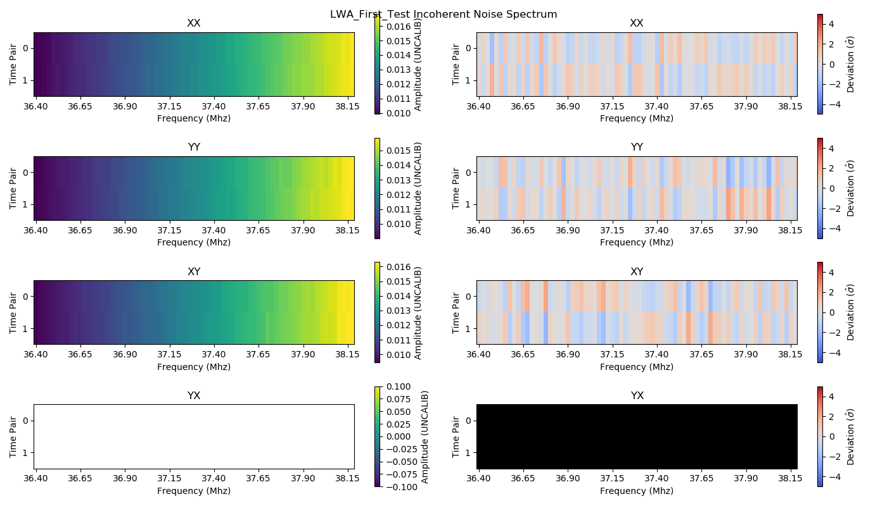 LWA_First_Test Incoherent Noise Spectrum
XX
Time Pair
0
1
36.40 36.65 36.90 37.15 37.40 37.65 37.90 38.15
Frequency (Mhz)
0.016
0.015
0.014
0.013
0.012
0.011
0.010
Amplitude (UNCALIB)
XX
Time Pair
0
1
36.40 36.65 36.90 37.15 37.40 37.65 37.90 38.15
Frequency (Mhz)
4
2
0
−2
−4
Deviation (σ̂)
YY
Time Pair
0
1
36.40 36.65 36.90 37.15 37.40 37.65 37.90 38.15
Frequency (Mhz)
0.015
0.014
0.013
0.012
0.011
0.010
Amplitude (UNCALIB)
YY
Time Pair
0
1
36.40 36.65 36.90 37.15 37.40 37.65 37.90 38.15
Frequency (Mhz)
4
2
0
−2
−4
Deviation (σ̂)
XY
Time Pair
0
1
36.40 36.65 36.90 37.15 37.40 37.65 37.90 38.15
Frequency (Mhz)
0.016
0.015
0.014
0.013
0.012
0.011
0.010
Amplitude (UNCALIB)
XY
Time Pair
0
1
36.40 36.65 36.90 37.15 37.40 37.65 37.90 38.15
Frequency (Mhz)
4
2
0
−2
−4
Deviation (σ̂)
YX
Time Pair
0
1
36.40 36.65 36.90 37.15 37.40 37.65 37.90 38.15
Frequency (Mhz)
0.100
0.075
0.050
0.025
0.000
−0.025
−0.050
−0.075
−0.100
Amplitude (UNCALIB)
YX
Time Pair
0
1
36.40 36.65 36.90 37.15 37.40 37.65 37.90 38.15
Frequency (Mhz)
4
2
0
−2
−4
Deviation (σ̂)